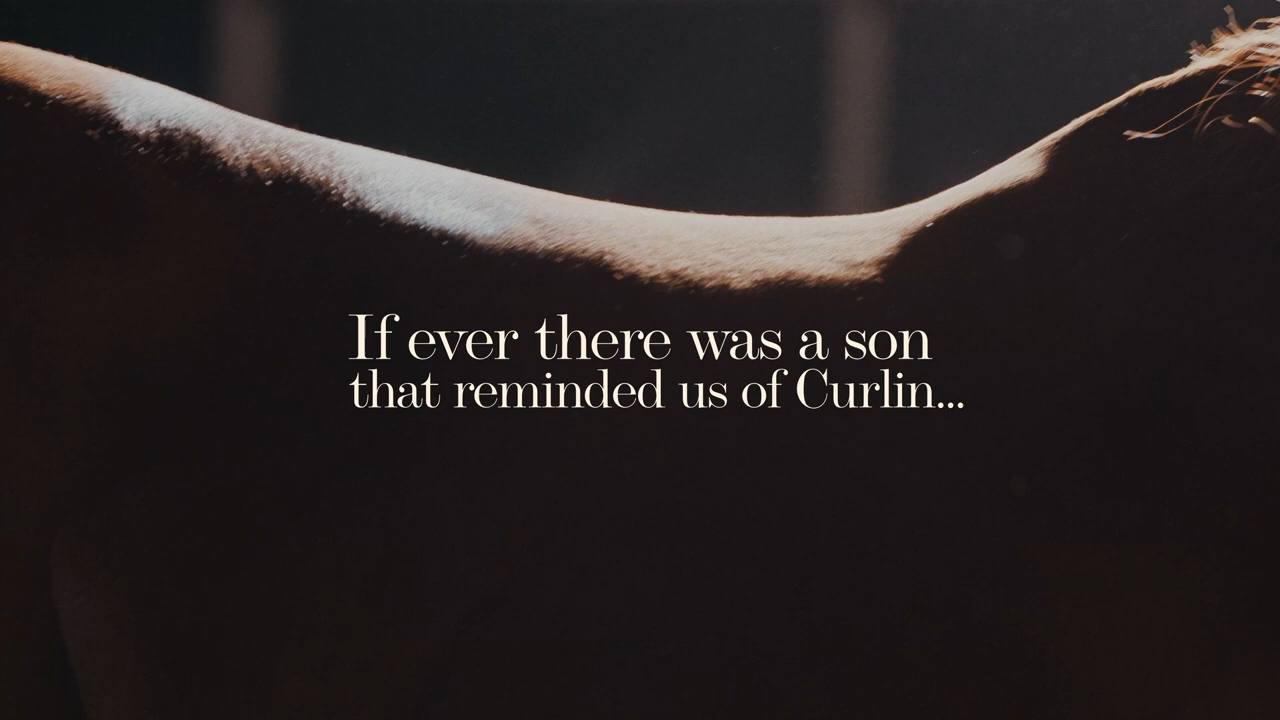 If ever there was a son
that reminded us of Curlin...